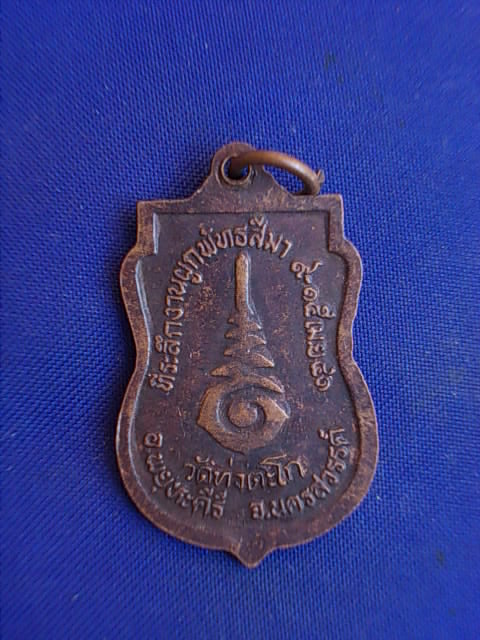 ที่ระลึกงานผูกพัทธสีมา
วัดท่าตะโก
อ.พยุหะคีรี จ.นครสวรรค์